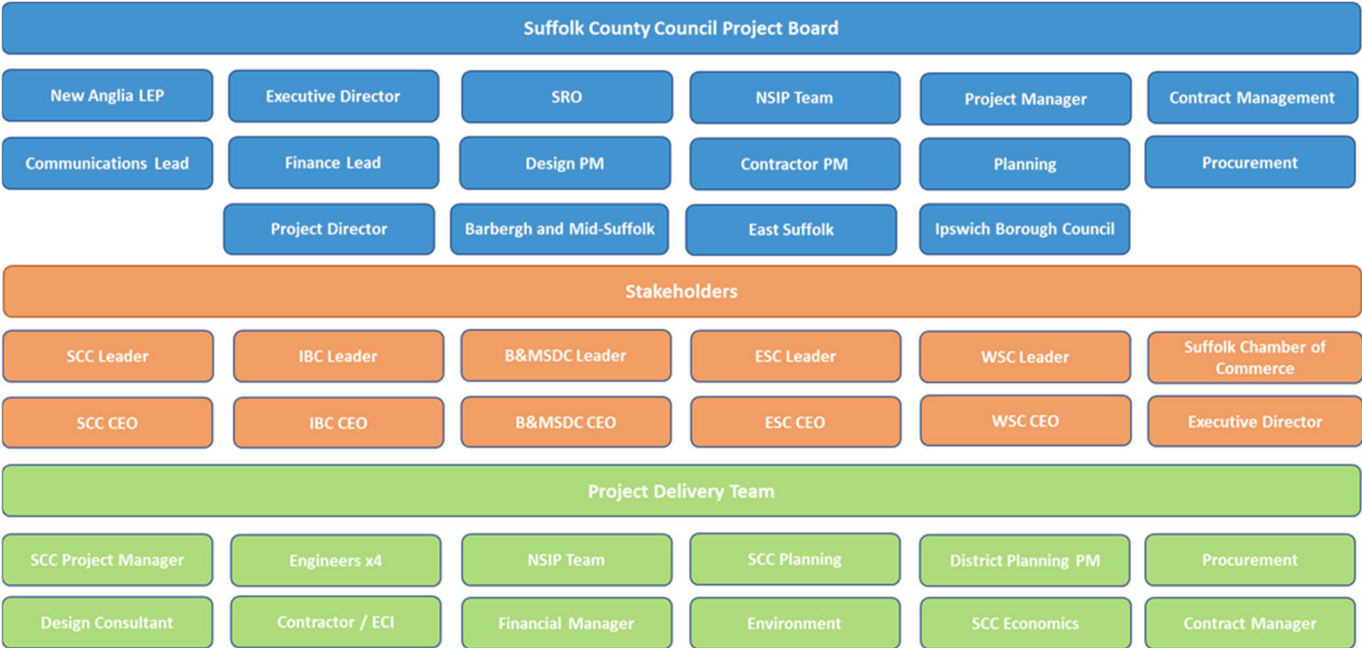 Suffolk County Council Project Board
New Anglia LEP
Executive Director
SRO
NSIP Team
Project Manager
Contract Management
Communications Lead
Finance Lead
Design PM
Contractor PM
Planning
Procurement
Project Director
Barbergh and Mid-Suffolk
East Suffolk
Ipswich Borough Council
Stakeholders
SCC Leader
IBC Leader
B&MSDC Leader
ESC Leader
WSC Leader
Suffolk Chamber of
Commerce
SCC CEO
IBC CEO
B&MSDC CEO
ESC CEO
WSC CEO
Executive Director
Project Delivery Team
SCC Project Manager
Engineers x4
NSIP Team
SCC Planning
District Planning PM
Procurement
Design Consultant
Contractor / ECI
Financial Manager
Environment
SCC Economics
Contract Manager